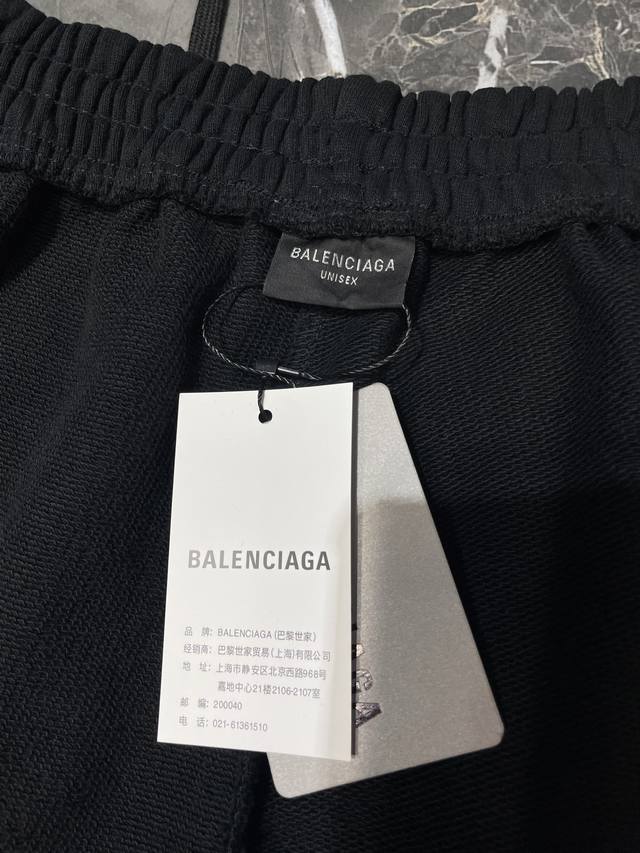 BALENCIAGA
UNISEX
BALENCIAGA
品 牌：BALENCIAGA (巴黎世家)
经销商：巴黎世家贸易(上海)有限公司
地 址：上海市静安区北京西路968号
嘉地中心21楼2106-2107室
邮 编：200040
电 话：021-61361510